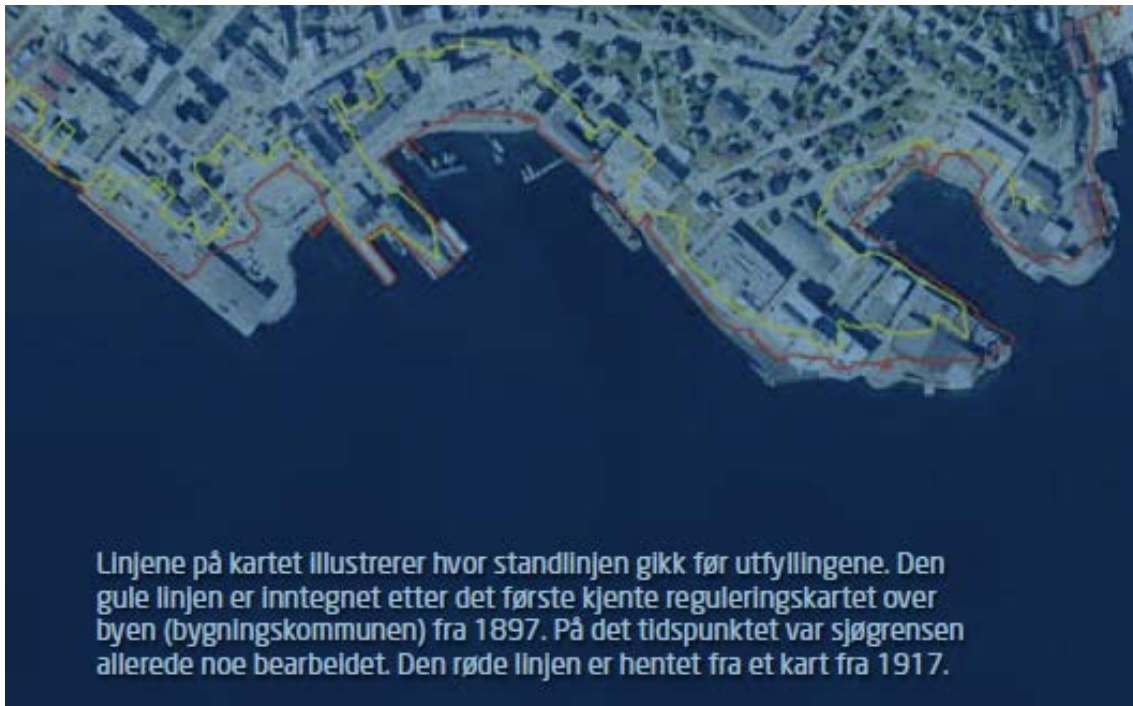 Linjene på kartet illustrerer hvor standlinjen gikk før utfyllingene. Den
gule linjen er inntegnet etter det første kjente reguleringskartet over
byen (bygningskommunen) fra 1897. På det tidspunktet var sjøgrensen
allerede noe bearbeidet. Den røde linjen er hentet fra et kart fra 1917.